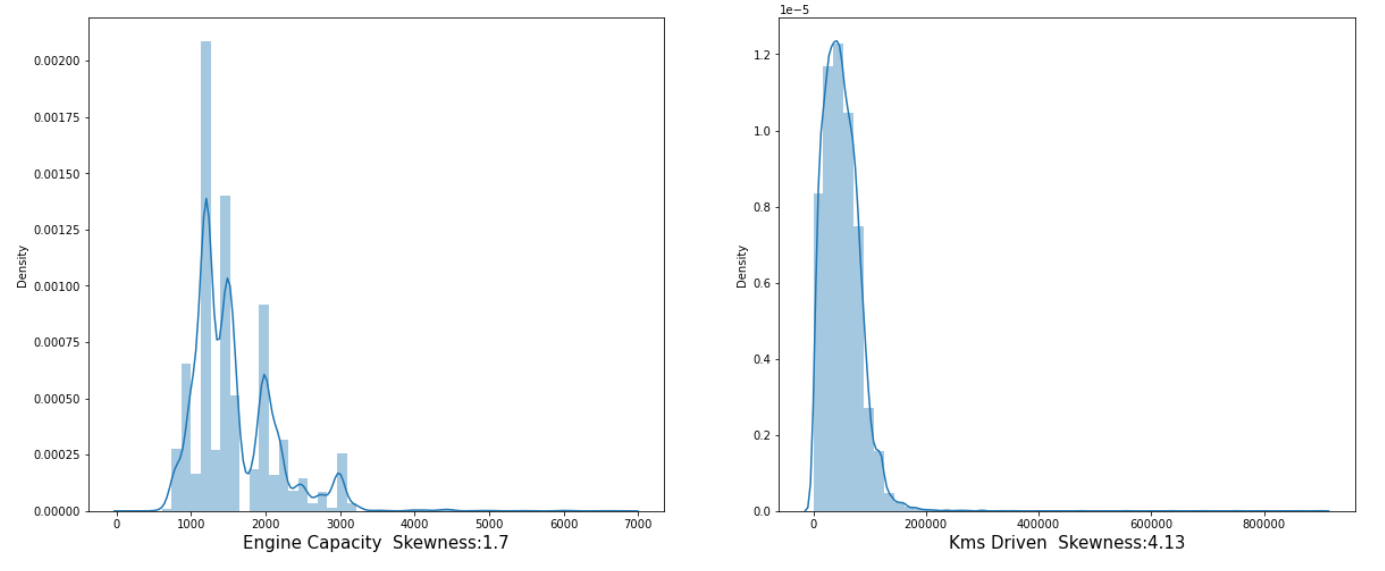 0.00200
0.00175
0.00150
0.00125
0.00100
0.00075
0.00050
0.00025
0.00000
Density
0 1000 2000 3000 4000 5000 6000 7000
Engine Capacity Skewness:1.7
1e−5
1.2
1.0
0.8
0.6
0.4
0.2
0.0
Density
0 200000 400000 600000 800000
Kms Driven Skewness:4.13